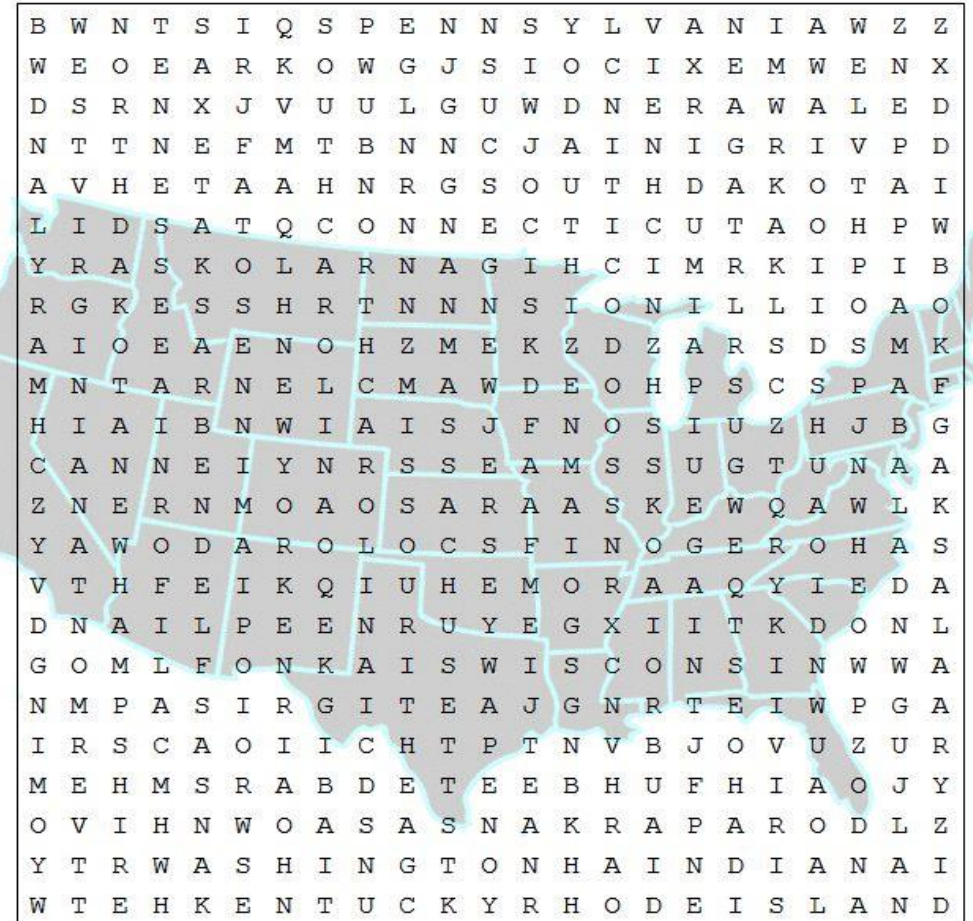 B W N T S I Q S P E N N S Y L V A N I A W Z Z
W E O E A R K O W G J S I O C I X E M W E N X
D S R N X J V U U L G U W D N E R A W A L E D
N T T N E F M T B N N C J A I N I G R I V P D
A V H E T A A H N R G S O U T H D A K O T A I
L I D S A T Q C O N N E C T I C U T A O H P W
Y R A S K O L A R N A G I H C I M R K I P I B
R G K E S S H R T N N N S I O N I L L I O A O
A I O E A E N O H Z M E K Z D Z A R S D S M K
M N T A R N E L C M A W D E O H P S C S P A F
H I A I B N W I A I S J F N O S I U Z H J B G
C A N N E I Y N R S S E A M S S U G T U N A A
Z N E R N M O A O S A R A A S K E W Q A W L K
Y A W O D A R O L O C S F I N O G E R O H A S
V T H F E I K Q I U H E M O R A A Q Y I E D A
D N A I L P E E N R U Y E G X I I T K D O N L
G O M L F O N K A I S W I S C O N S I N W W A
N M P A S I R G I T E A J G N R T E I W P G A
I R S C A O I I C H T P T N V B J O V U Z U R
M E H M S R A B D E T E E B H U F H I A O J Y
O V I H N W O A S A S N A K R A P A R O D L Z
Y T R W A S H I N G T O N H A I N D I A N A I
W T E H K E N T U C K Y R H O D E I S L A N D